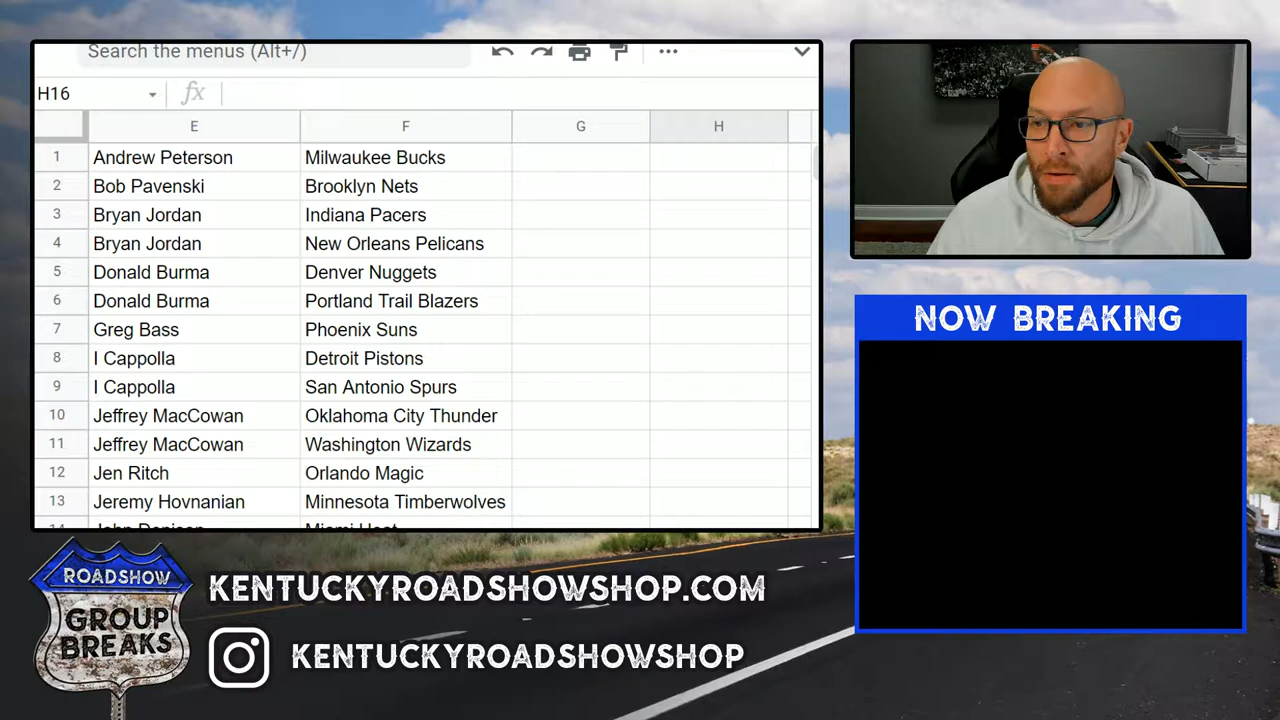 Search the menus (Alt+/)
H16
fx
E F G H
1 Andrew Peterson Milwaukee Bucks
2 Bob Pavenski Brooklyn Nets
3 Bryan Jordan Indiana Pacers
4 Bryan Jordan New Orleans Pelicans
5 Donald Burma Denver Nuggets
6 Donald Burma Portland Trail Blazers
7 Greg Bass Phoenix Suns
8 I Cappolla Detroit Pistons
9 I Cappolla San Antonio Spurs
10 Jeffrey MacCowan Oklahoma City Thunder
11 Jeffrey MacCowan Washington Wizards
12 Jen Ritch Orlando Magic
13 Jeremy Hovnanian Minnesota Timberwolves
14 John Miami Heat
NOW BREAKING
ROADSHOW
GROUP
BREAKS
KENTUCKYROADSHOWSHOP.COM
KENTUCKYROADSHOWSHOP